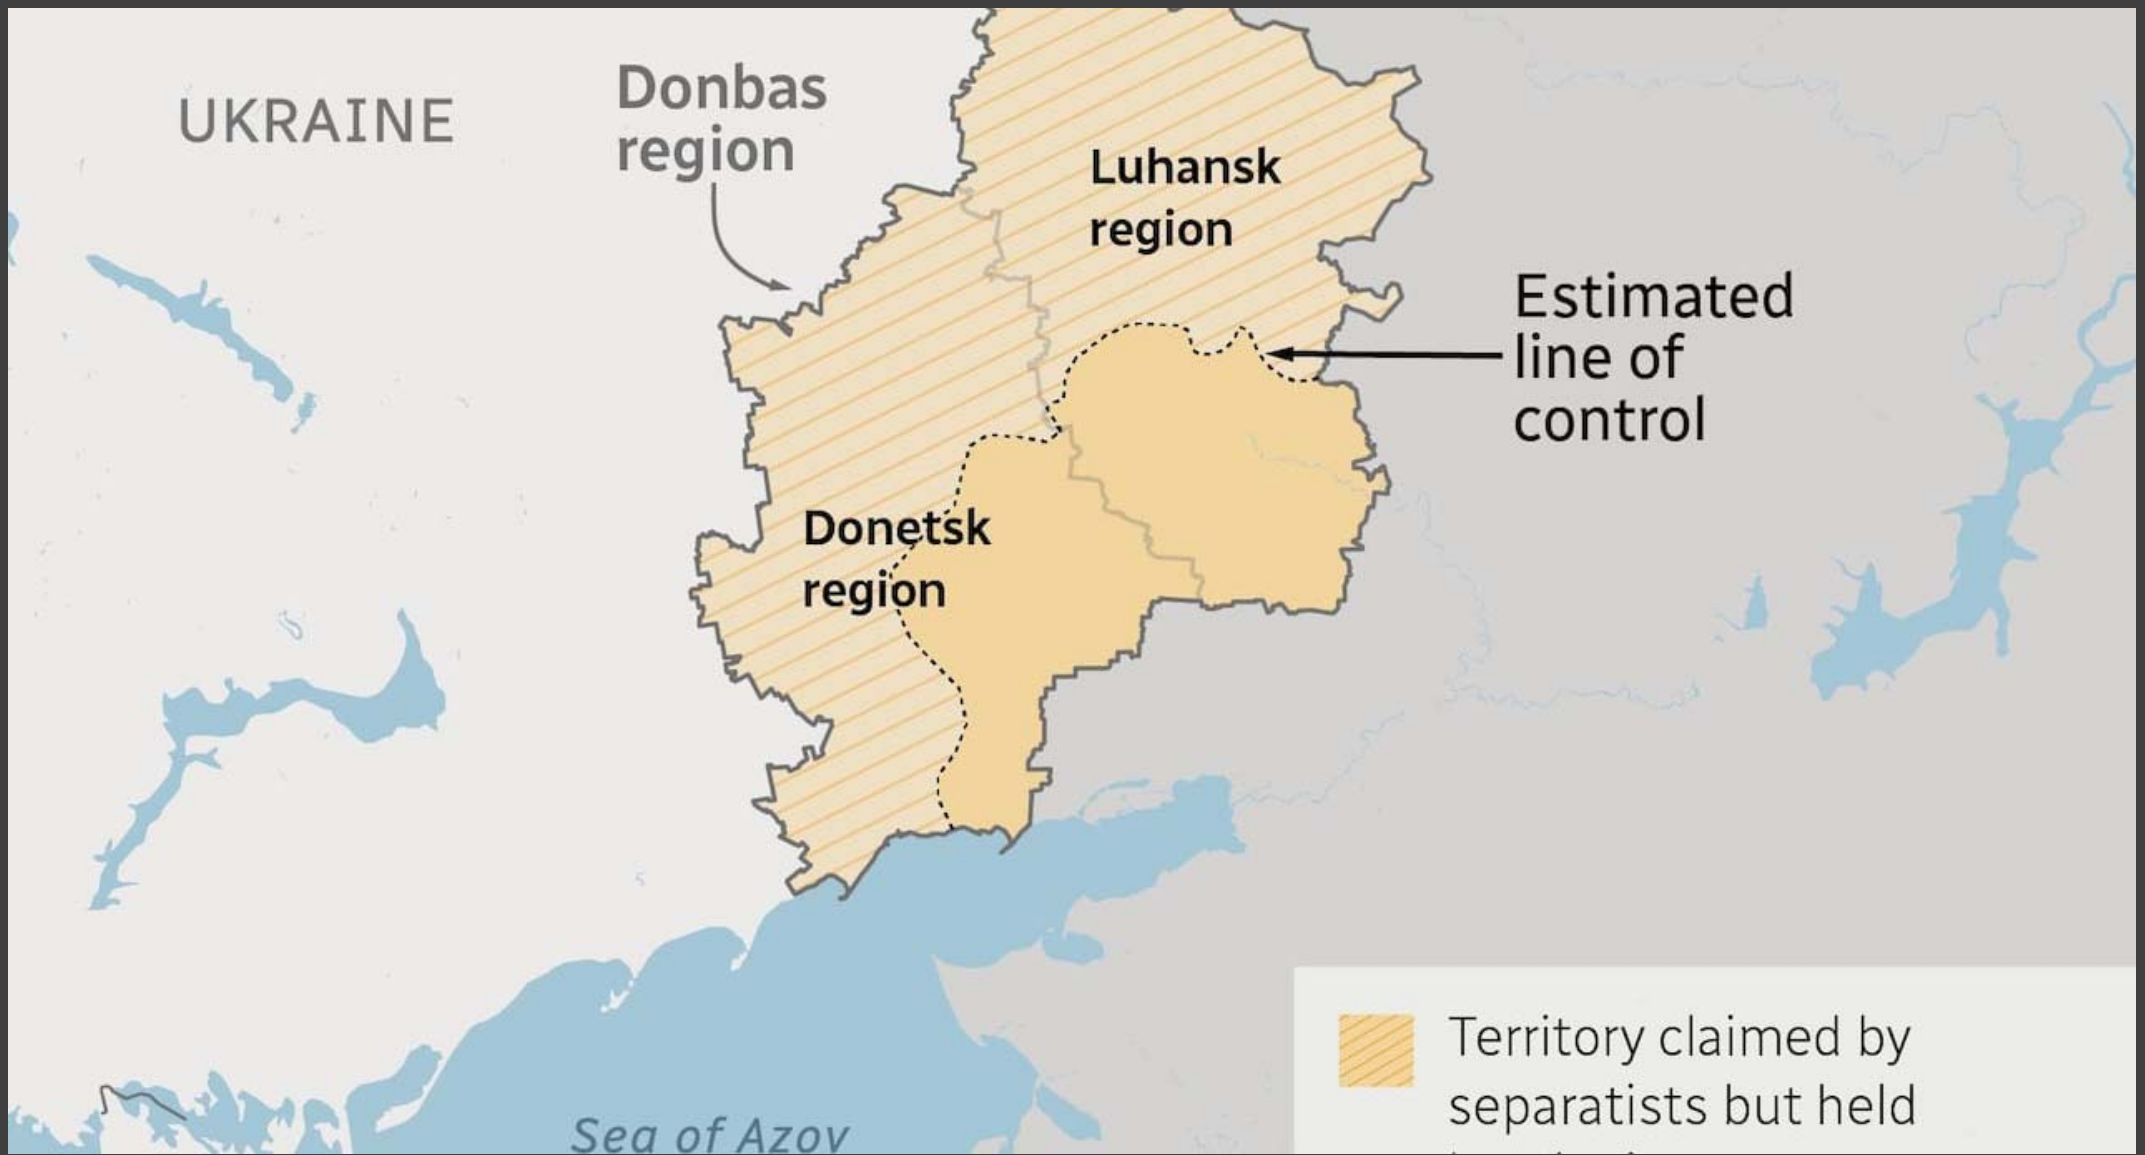 UKRAINE
Donbas
region
Luhansk
region
Estimated
line of
control
Donetsk
region
Territory claimed by
separatists but held
Sea of Azov